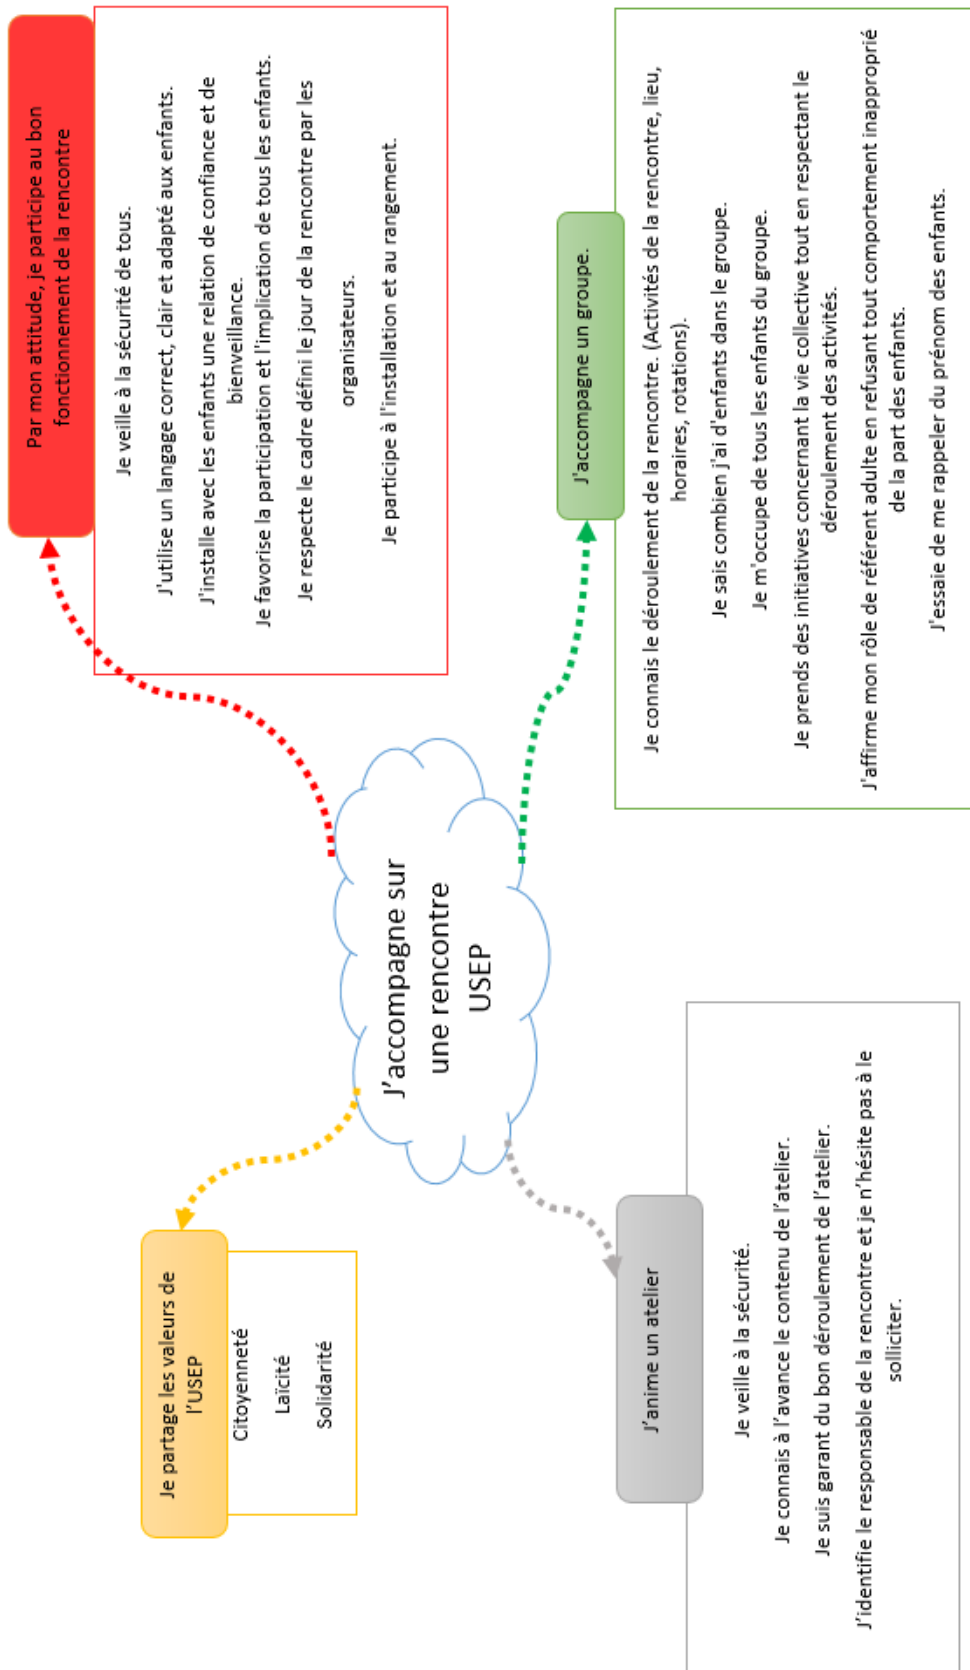 J'accompagne sur
une rencontre
USEP
Je partage les valeurs de
l'USEP
Citoyenneté
Laïcité
Solidarité
Par mon attitude, je participe au bon
fonctionnement de la rencontre
Je veille à la sécurité de tous.
J'utilise un langage correct, clair et adapté aux enfants.
J'installe avec les enfants une relation de confiance et de
bienveillance.
Je favorise la participation et l'implication de tous les enfants.
Je respecte le cadre défini le jour de la rencontre par les
organisateurs.
Je participe à l'installation et au rangement.
J'anime un atelier
Je veille à la sécurité.
Je connais à l'avance le contenu de l'atelier.
Je suis garant du bon déroulement de l'atelier.
J'identifie le responsable de la rencontre et je n'hésite pas à le
solliciter.
J'accompagne un groupe.
Je connais le déroulement de la rencontre. (Activités de la rencontre, lieu,
horaires, rotations).
Je sais combien j'ai d'enfants dans le groupe.
Je m'occupe de tous les enfants du groupe.
Je prends des initiatives concernant la vie collective tout en respectant le
déroulement des activités.
J'affirme mon rôle de référent adulte en refusant tout comportement inapproprié
de la part des enfants.
J'essaie de me rappeler du prénom des enfants.